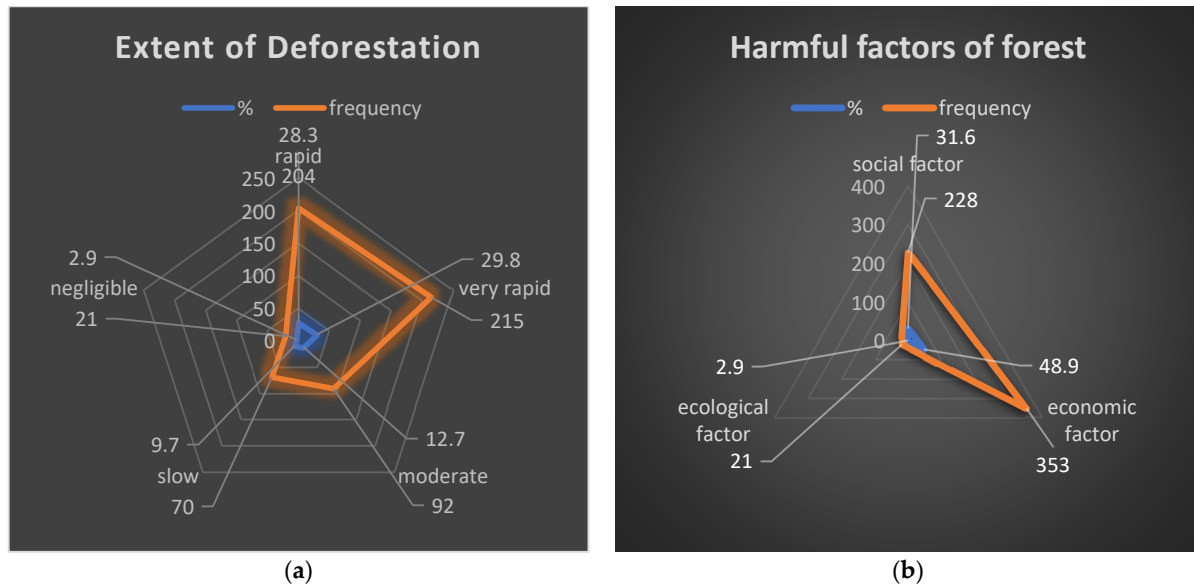 Extent of Deforestation
% frequency
28.3
rapid
204
250
200
150
100
50
0
29.8
very rapid
215
12.7
moderate
92
9.7
slow
70
2.9
negligible
21
(a)
Harmful factors of forest
% frequency
31.6
social factor
228
400
300
200
100
0
48.9
economic
factor
353
2.9
ecological
factor
21
(b)